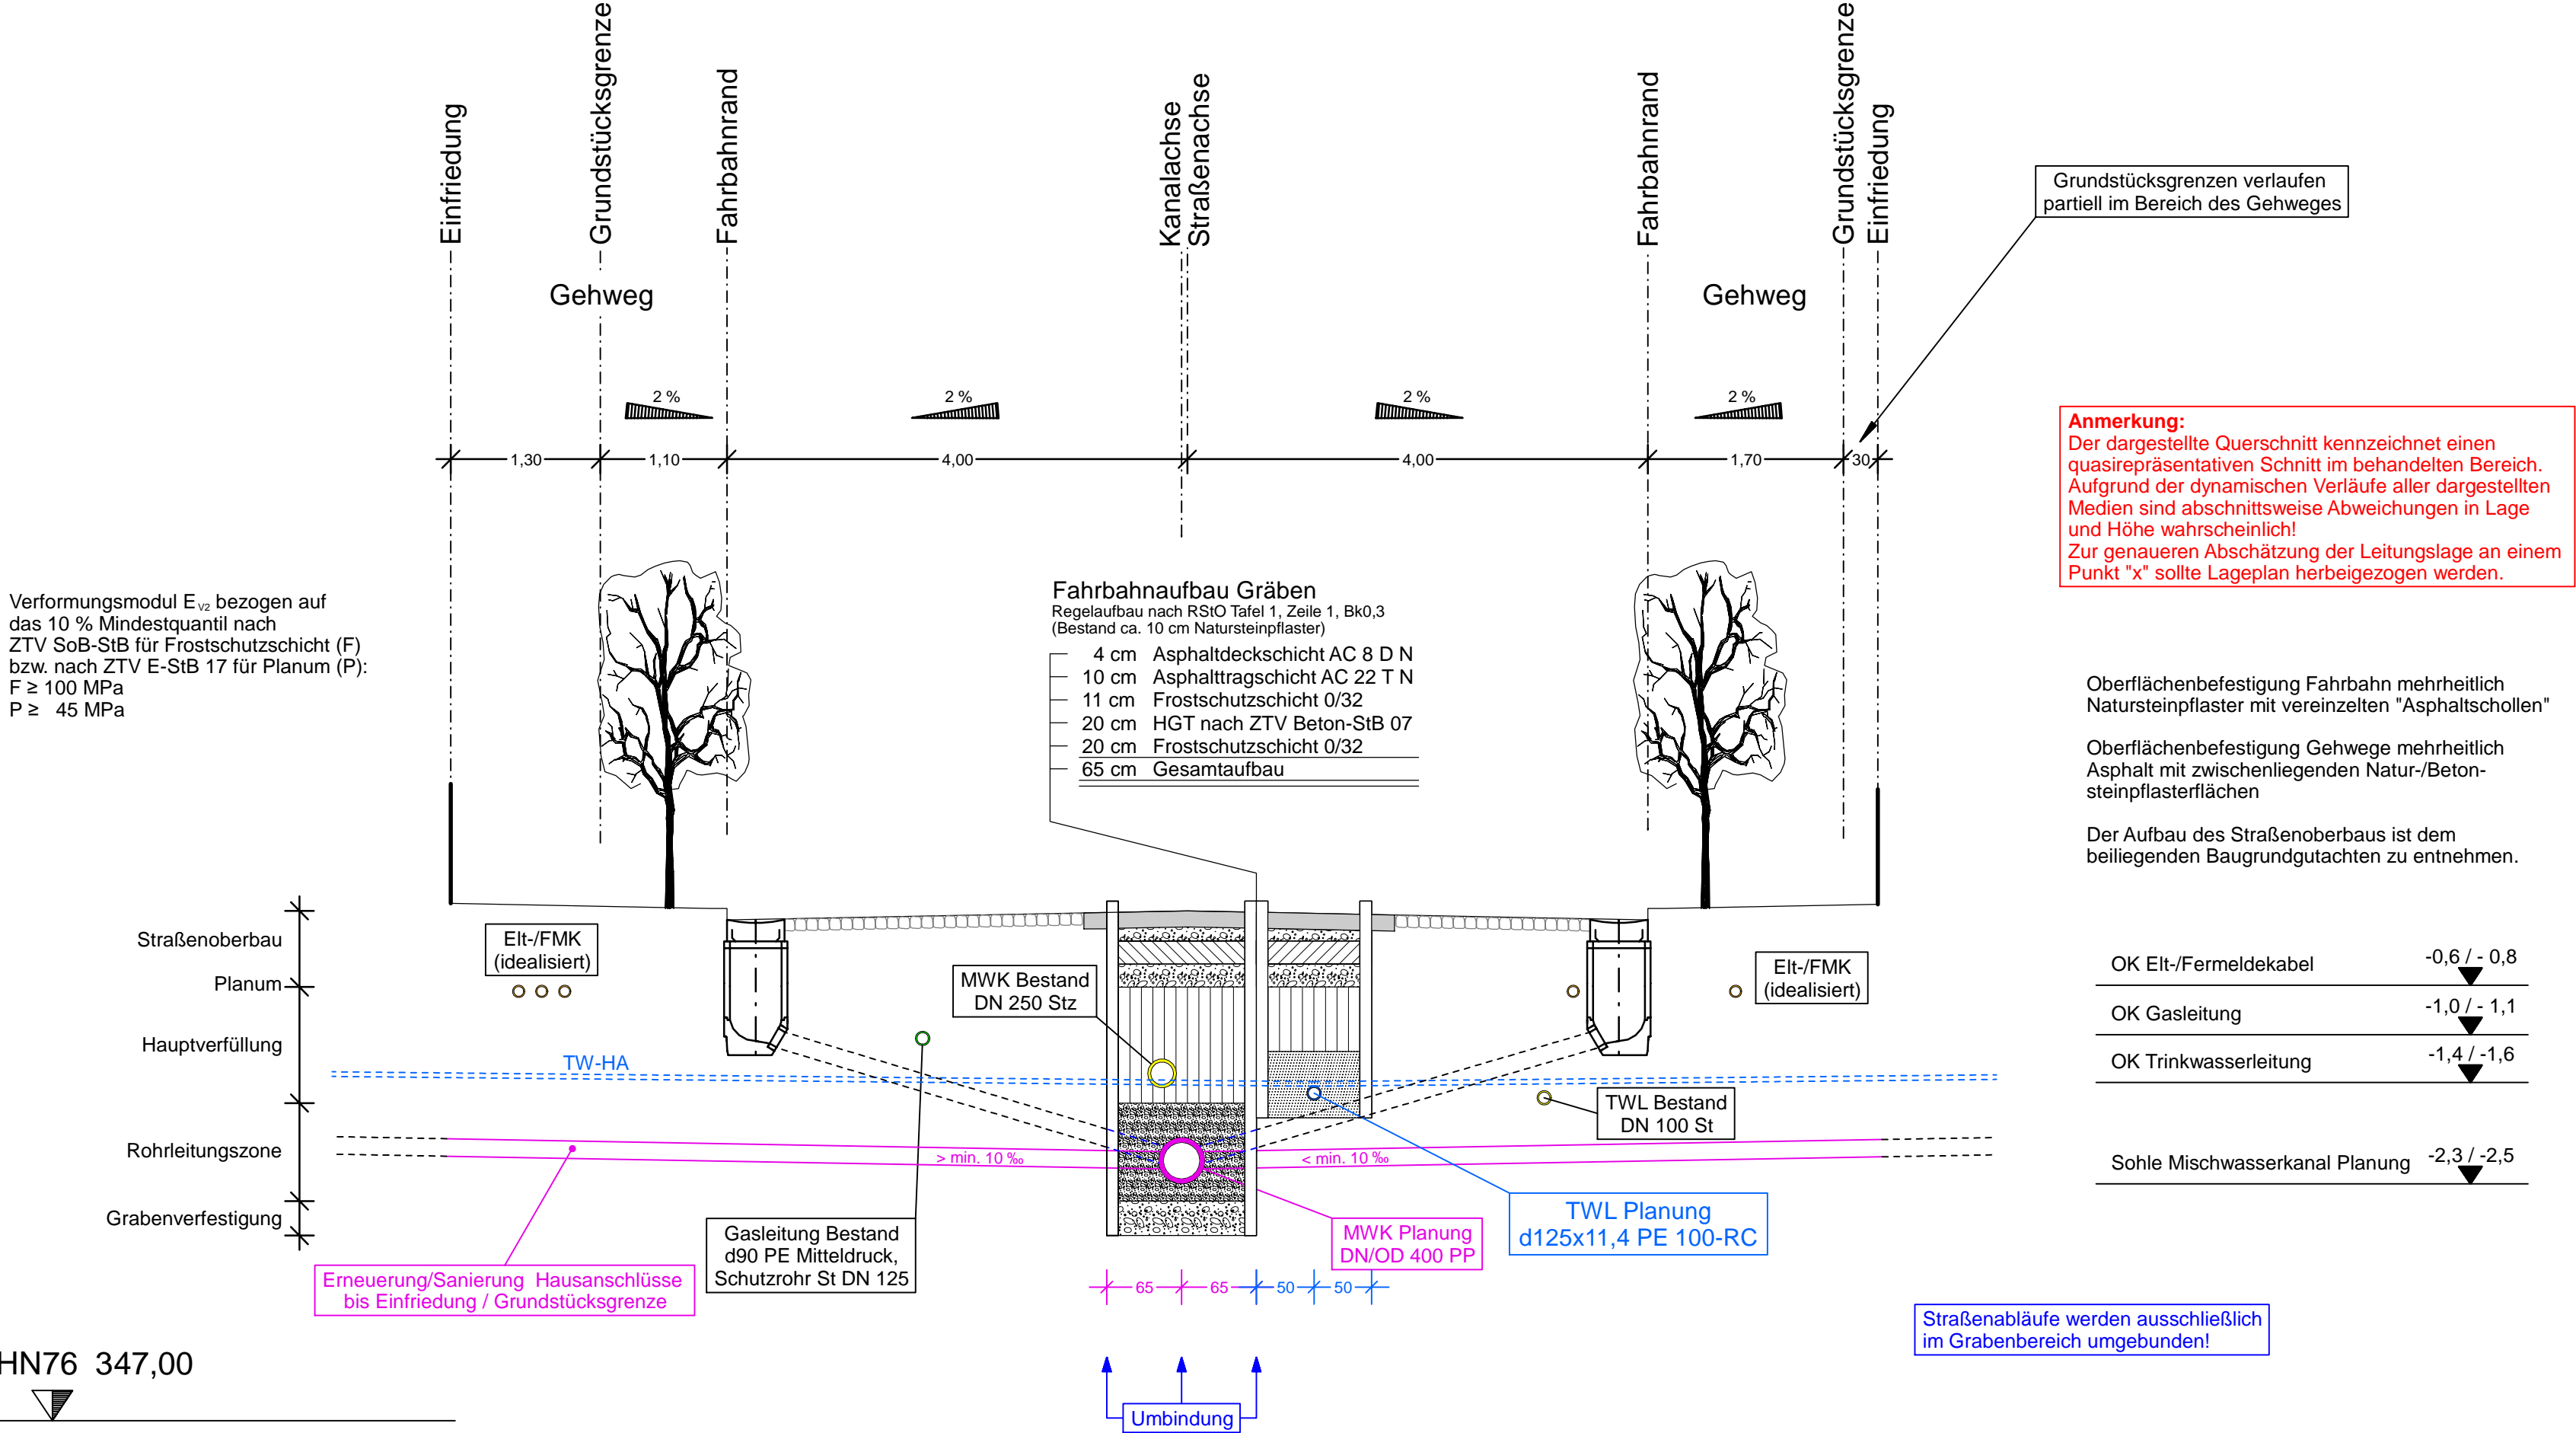 Einfriedung
Grundstücksgrenze
Fahrbahnrand
Kanalachse
Straßenachse
Fahrbahnrand
Grundstücksgrenze
Einfriedung
Gehweg
Gehweg
Grundstücksgrenzen verlaufen
partiell im Bereich des Gehweges
2 %
2 %
2 %
2 %
1,30
1,10
4,00
4,00
1,70
30
Anmerkung:
Der dargestellte Querschnitt kennzeichnet einen
quasirepräsentativen Schnitt im behandelten Bereich.
Aufgrund der dynamischen Verläufe aller dargestellten
Medien sind abschnittsweise Abweichungen in Lage
und Höhe wahrscheinlich!
Zur genaueren Abschätzung der Leitungslage an einem
Punkt "x" sollte Lageplan herbeigezogen werden.
Verformungsmodul E V2 bezogen auf
das 10 % Mindestquantil nach
ZTV SoB-StB für Frostschutzschicht (F)
bzw. nach ZTV E-StB 17 für Planum (P):
F ≥ 100 MPa
P ≥ 45 MPa
Fahrbahnaufbau Gräben
Regelaufbau nach RStO Tafel 1, Zeile 1, Bk0,3
(Bestand ca. 10 cm Natursteinpflaster)
4 cm Asphaltdeckschicht AC 8 D N
10 cm Asphalttragschicht AC 22 T N
11 cm Frostschutzschicht 0/32
20 cm HGT nach ZTV Beton-StB 07
20 cm Frostschutzschicht 0/32
65 cm Gesamtaufbau
Oberflächenbefestigung Fahrbahn mehrheitlich
Natursteinpflaster mit vereinzelten "Asphaltschollen"
Oberflächenbefestigung Gehwege mehrheitlich
Asphalt mit zwischenliegenden Natur-/Beton-
steinpflasterflächen
Der Aufbau des Straßenoberbaus ist dem
beiliegenden Baugrundgutachten zu entnehmen.
Straßenoberbau
Planum
Hauptverfüllung
Rohrleitungszone
Grabenverfestigung
Elt-/FMK
(idealisiert)
MWK Bestand
DN 250 Stz
Elt-/FMK
(idealisiert)
TW-HA
TWL Bestand
DN 100 St
> min. 10 ‰
< min. 10 ‰
OK Elt-/Fermeldekabel -0,6 / - 0,8
OK Gasleitung -1,0 / - 1,1
OK Trinkwasserleitung -1,4 / -1,6
Sohle Mischwasserkanal Planung -2,3 / -2,5
Gasleitung Bestand
d90 PE Mitteldruck,
Schutzrohr St DN 125
MWK Planung
DN/OD 400 PP
TWL Planung
d125x11,4 PE 100-RC
Erneuerung/Sanierung Hausanschlüsse
bis Einfriedung / Grundstücksgrenze
65
65
50
50
Straßenabläufe werden ausschließlich
im Grabenbereich umgebunden!
HN76 347,00
Umbindung